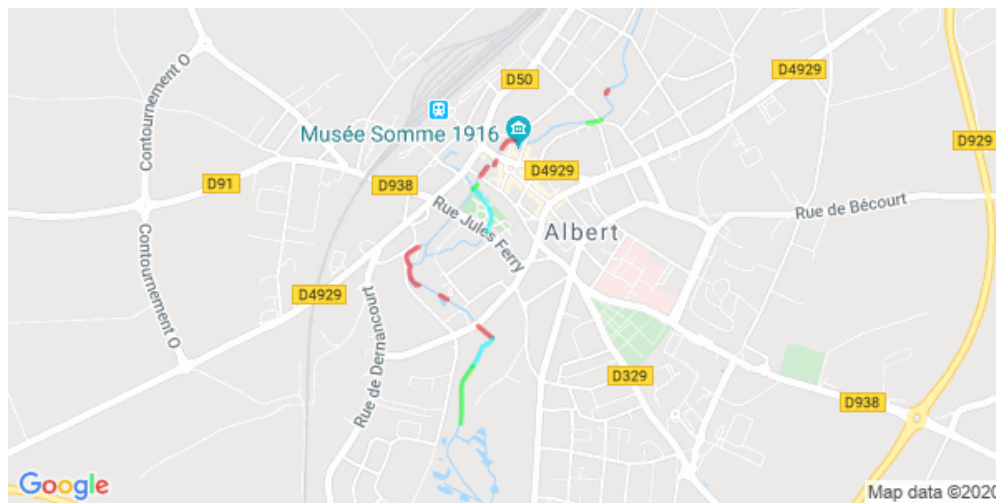 Contournement O
D50
D4929
D929
Musée Somme 1916
D4929
D91
D938
Rue de Bécourt
Rue Jules Ferry
Albert
Contournement O
D4929
Rue de Dernancourt
D329
D938
Google
Map data ©2020